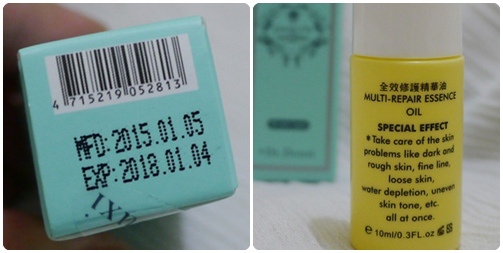 4 715219 052813
MFD:2015.01.05
EXP:2018.01.04
全效修護精華油
MULTI-REPAIR ESSENCE
OIL
SPECIAL EFFECT
*Take care of the skin
problems like dark and
rough skin, fine line,
loose skin,
water depletion, uneven
skin tone, etc.
all at once.
e 10ml/0.3Fl.oz